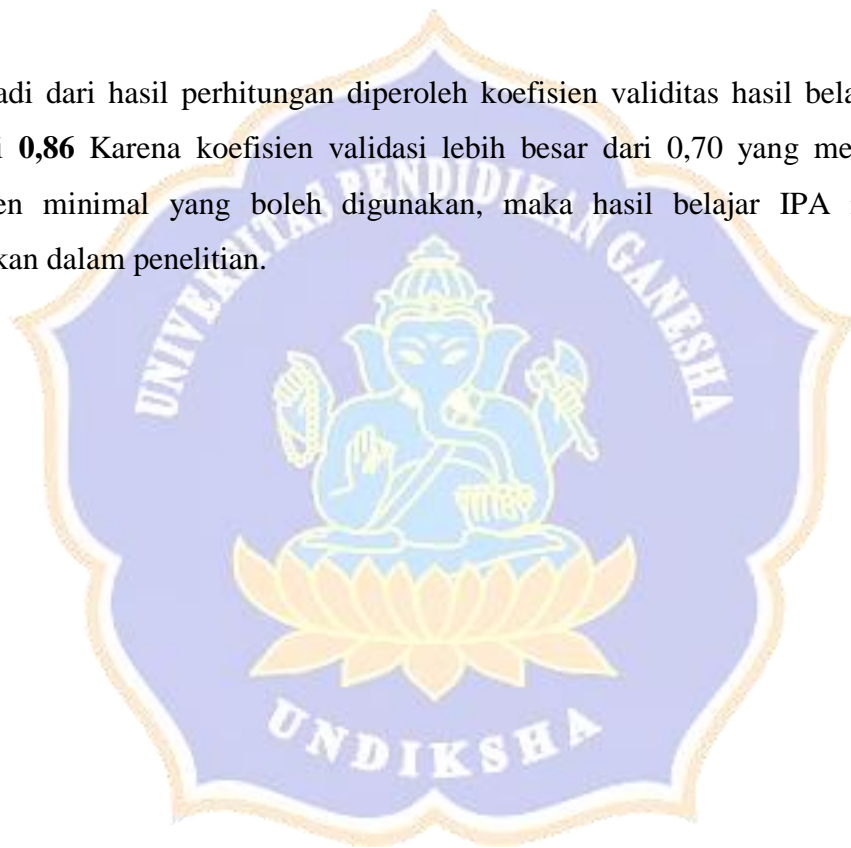 adi dari hasil perhitungan diperoleh koefisien validitas hasil bela
i 0,86 Karena koefisien validasi lebih besar dari 0,70 yang me
en minimal yang boleh digunakan, maka hasil belajar IPA
kan dalam penelitian.
UNIVERSITAS PENDIDIKAN GANESHA
UNDIKSHA